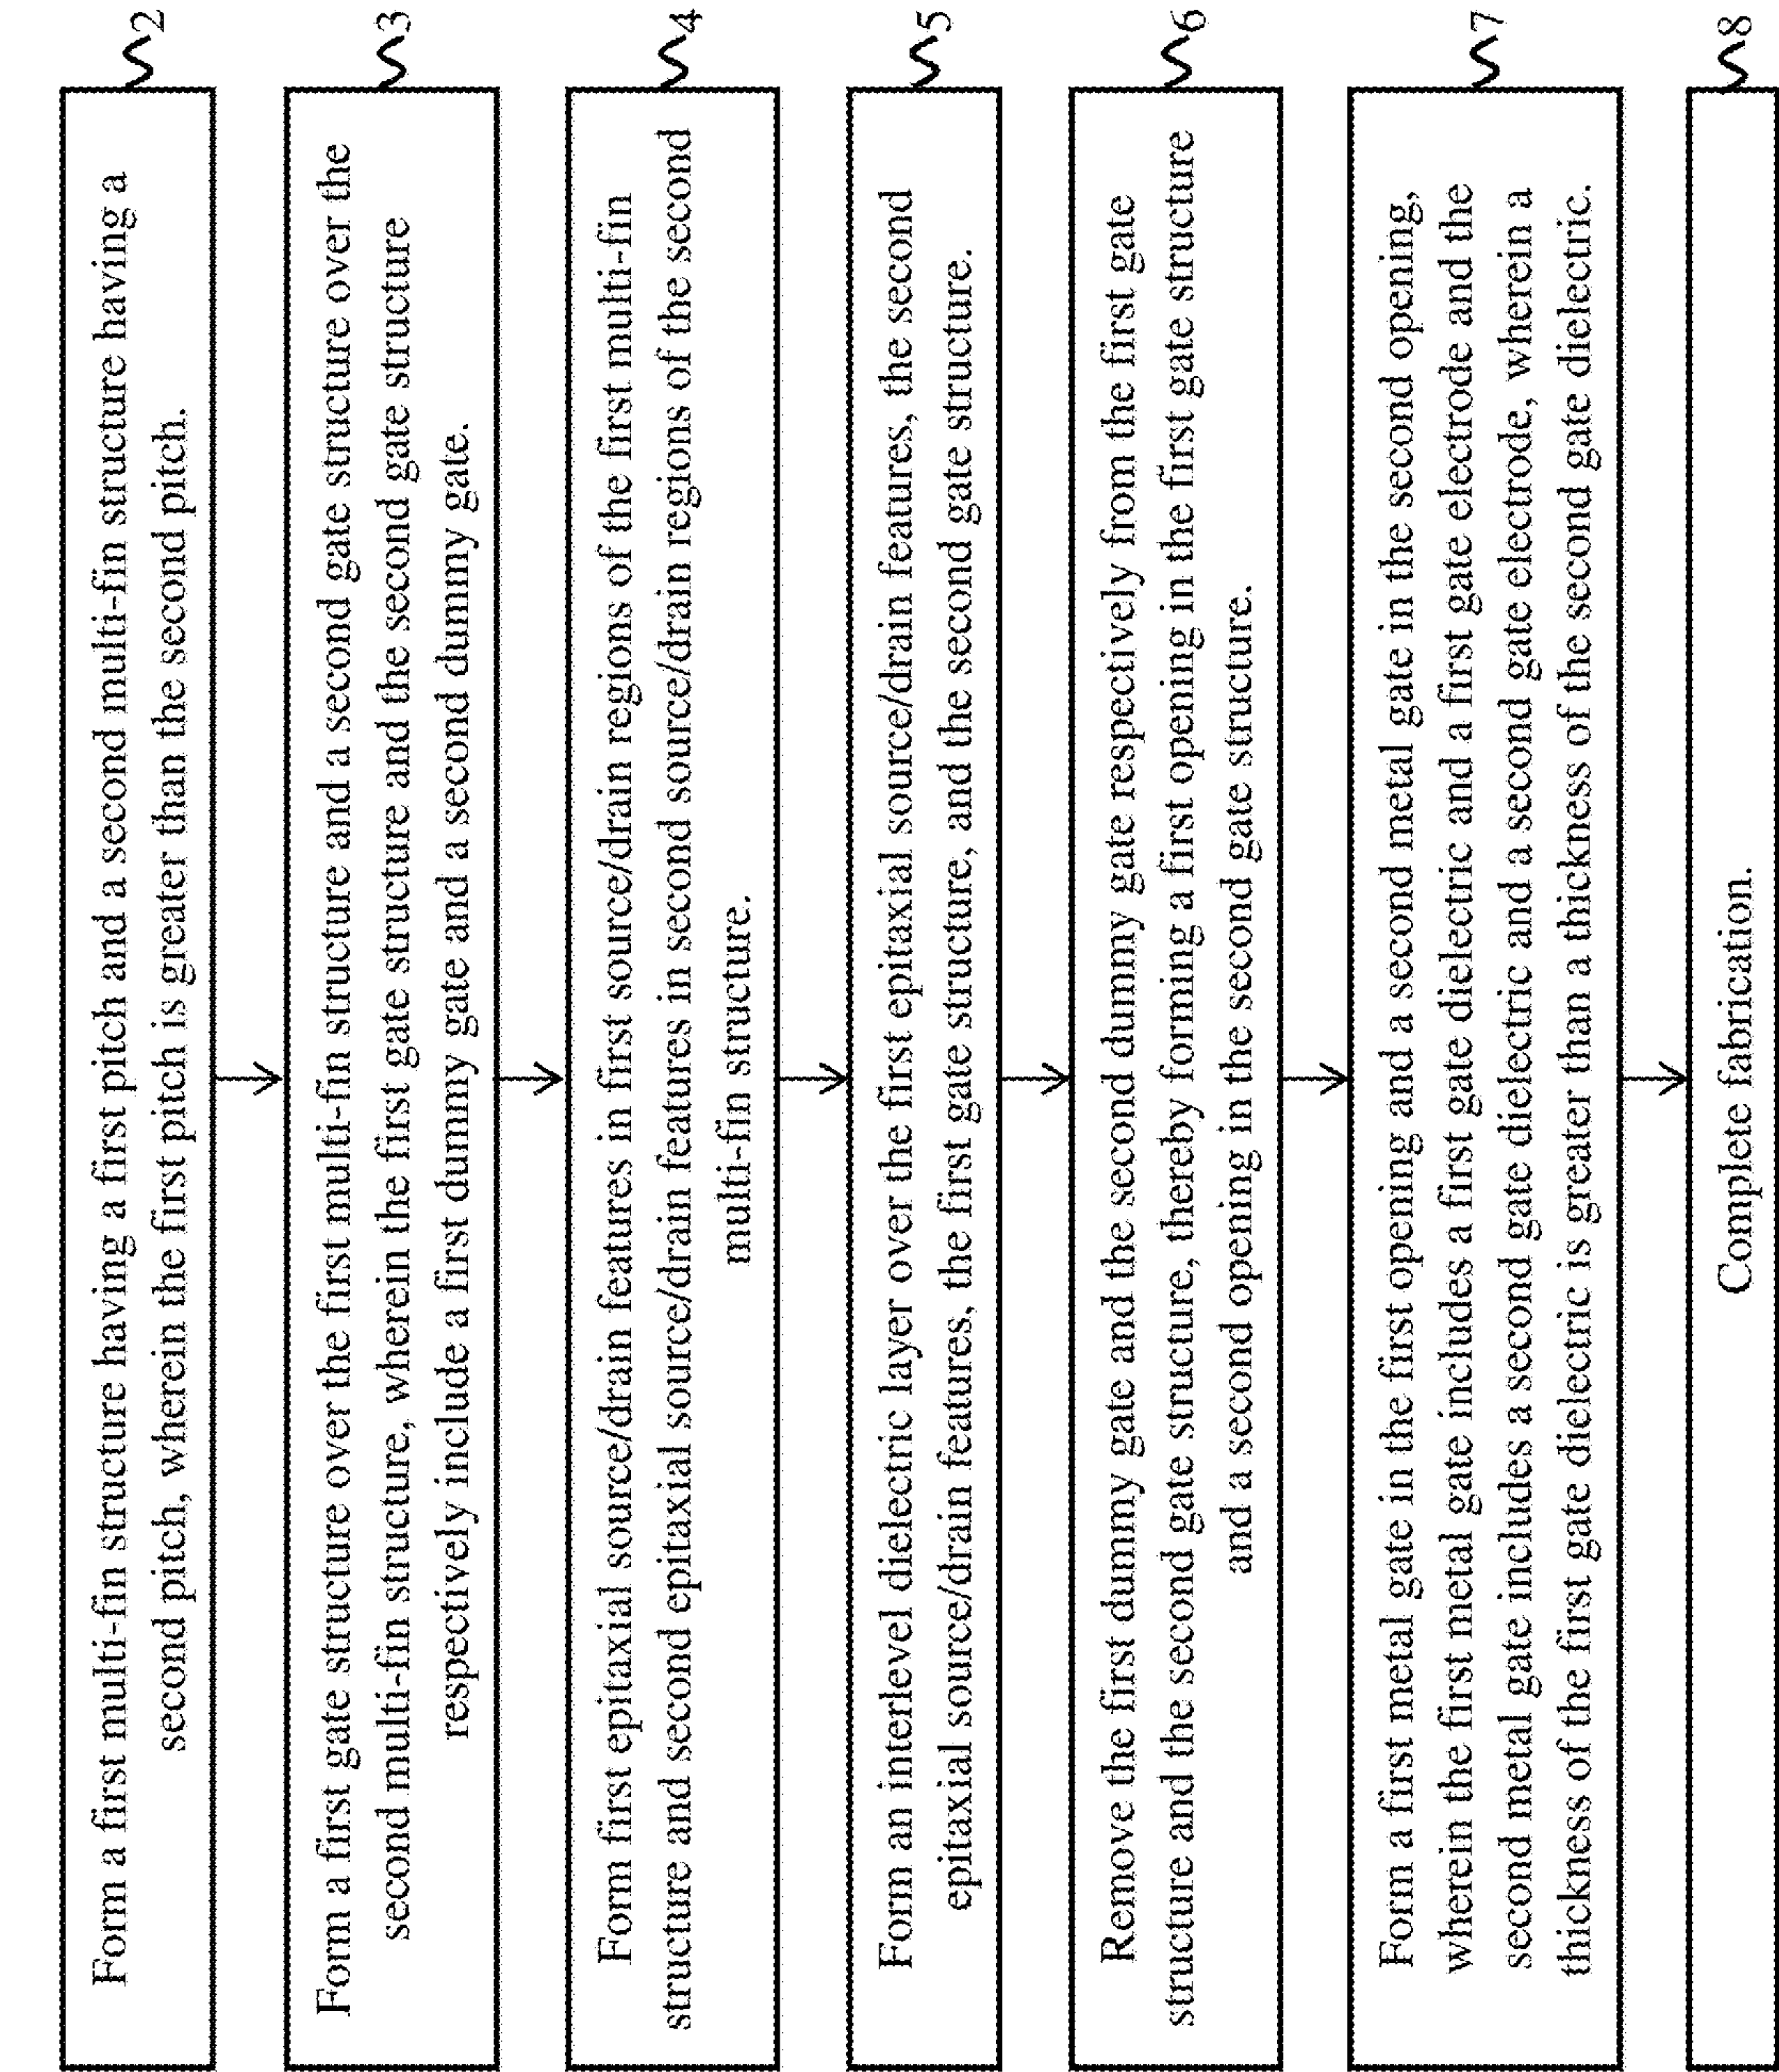 Form a first multi-fin structure having a first pitch and a second multi-fin structure having a
second pitch, wherein the first pitch is greater than the second pitch.
2
Form a first gate structure over the first multi-fin structure and a second gate structure over the
second multi-fin structure, wherein the first gate structure and the second gate structure
respectively include a first dummy gate and a second dummy gate.
3
Form first epitaxial source/drain features in first source/drain regions of the first multi-fin
structure and second epitaxial source/drain features in second source/drain regions of the second
multi-fin structure.
4
Form an interlevel dielectric layer over the first epitaxial source/drain features, the second
epitaxial source/drain features, the first gate structure, and the second gate structure.
5
Remove the first dummy gate and the second dummy gate respectively from the first gate
structure and the second gate structure, thereby forming a first opening in the first gate structure
and a second opening in the second gate structure.
6
Form a first metal gate in the first opening and a second metal gate in the second opening,
wherein the first metal gate includes a first gate dielectric and a first gate electrode and the
second metal gate includes a second gate dielectric and a second gate electrode, wherein a
thickness of the first gate dielectric is greater than a thickness of the second gate dielectric.
7
Complete fabrication.
8